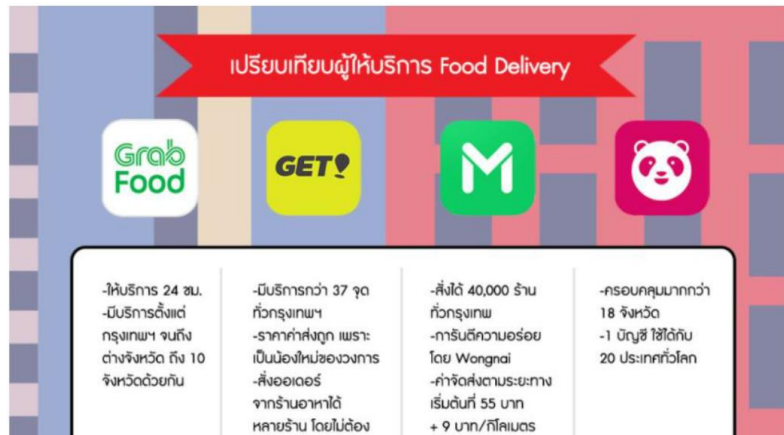 เปรียบเทียบผู้ให้บริการ Food Delivery
Grab
Food
GET!
-ให้บริการ 24 ชม.
-มีบริการตั้งแต่
กรุงเทพฯ จนถึง
ต่างจังหวัด ถึง 10
จังหวัดด้วยกัน
-มีบริการกว่า 37 จุด
ทั่วกรุงเทพฯ
-ราคาค่าส่งถูก เพราะ
เป็นน้องใหม่ของวงการ
-สั่งออเดอร์
จากร้านอาหาได้
หลายร้าน โดยไม่ต้อง
-สั่งได้ 40,000 ร้าน
ทั่วกรุงเทพ
-การันตีความอร่อย
โดย Wongnai
-ค่าจัดส่งตามระยะทาง
เริ่มต้นที่ 55 บาท
+ 9 บาท/กิโลเมตร
-ครอบคลุมมากกว่า
18 จังหวัด
-1 บัญชี ใช้ได้กับ
20 ประเทศทั่วโลก